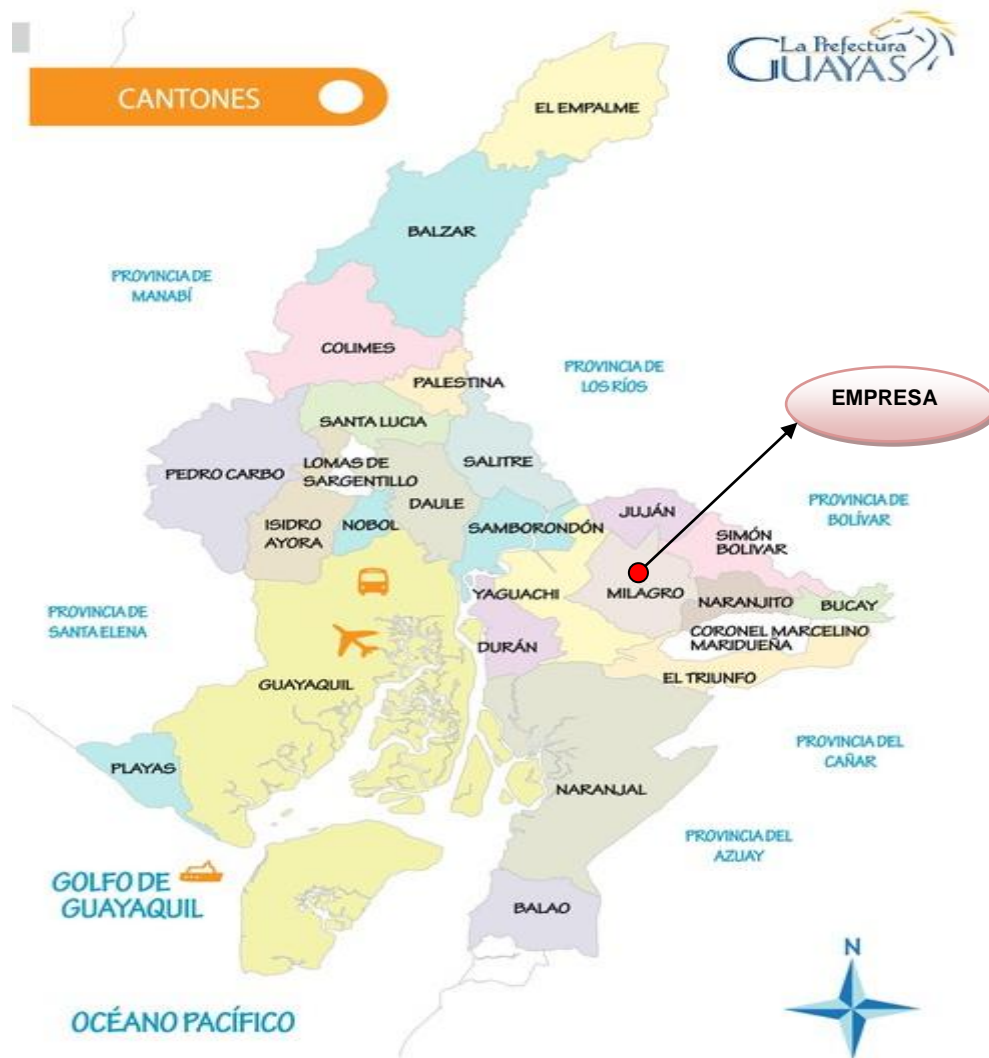 La Prefectura
GUAYAS
CANTONES
EL EMPALME
BALZAR
PROVINCIA DE
MANABÍ
COLIMES
PROVINCIA DE
LOS RÍOS
PALESTINA
EMPRESA
SANTA LUCIA
PEDRO CARBO
LOMAS DE
SARGENTILLO
SALITRE
DAULE
ISIDRO
AYORA
NOBOL
SAMBORONDÓN
JUJÁN
PROVINCIA DE
BOLÍVAR
SIMÓN
BOLIVAR
YAGUACHI
MILAGRO
NARANJITO
BUCAY
PROVINCIA DE
SANTA ELENA
DURÁN
CORONEL MARCELINO
MARIDUEÑA
EL TRIUNFO
GUAYAQUIL
PLAYAS
PROVINCIA DEL
CAÑAR
NARANJAL
PROVINCIA DEL
AZUAY
GOLFO DE
GUAYAQUIL
BALAO
N
OCÉANO PACÍFICO